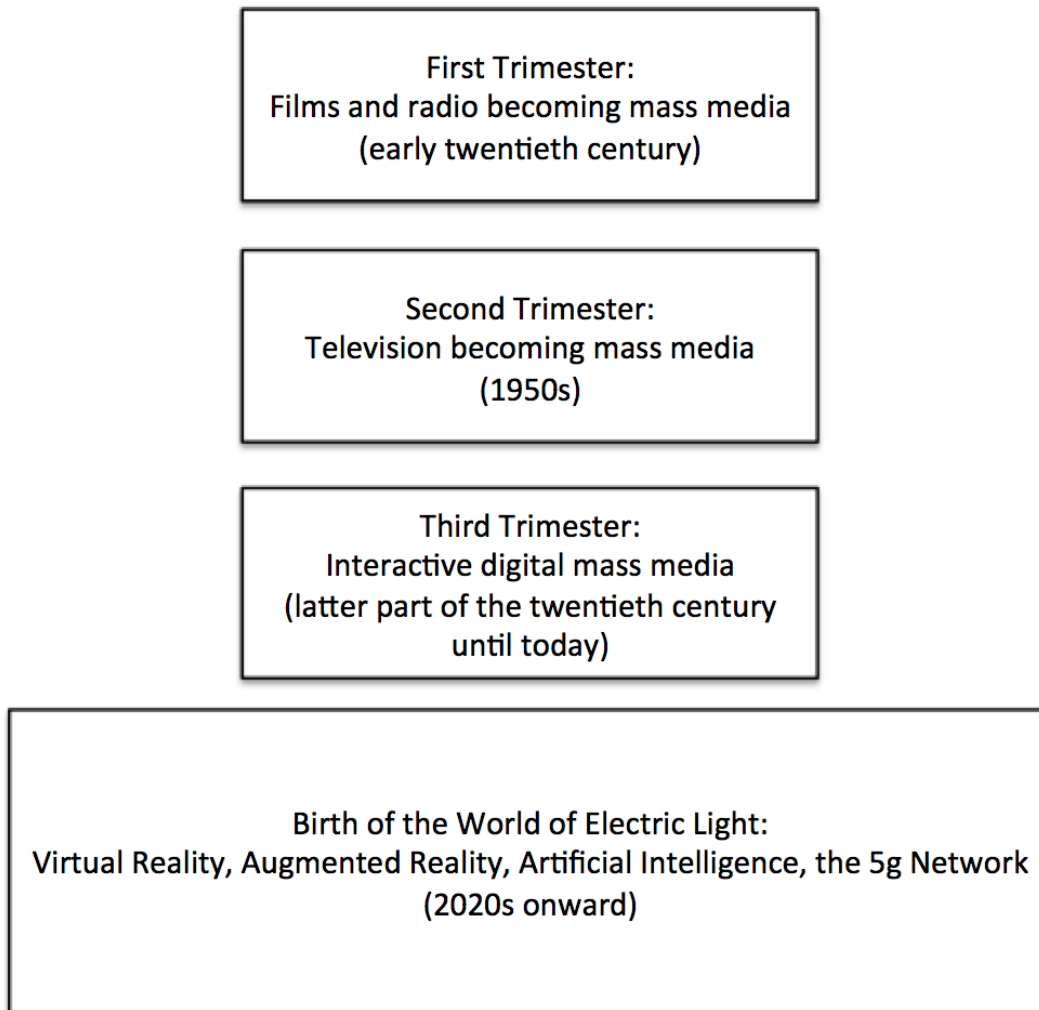 First Trimester:
Films and radio becoming mass media
(early twentieth century)
Second Trimester:
Television becoming mass media
(1950s)
Third Trimester:
Interactive digital mass media
(latter part of the twentieth century
until today)
Birth of the World of Electric Light:
Virtual Reality, Augmented Reality, Artificial Intelligence, the 5g Network
(2020s onward)